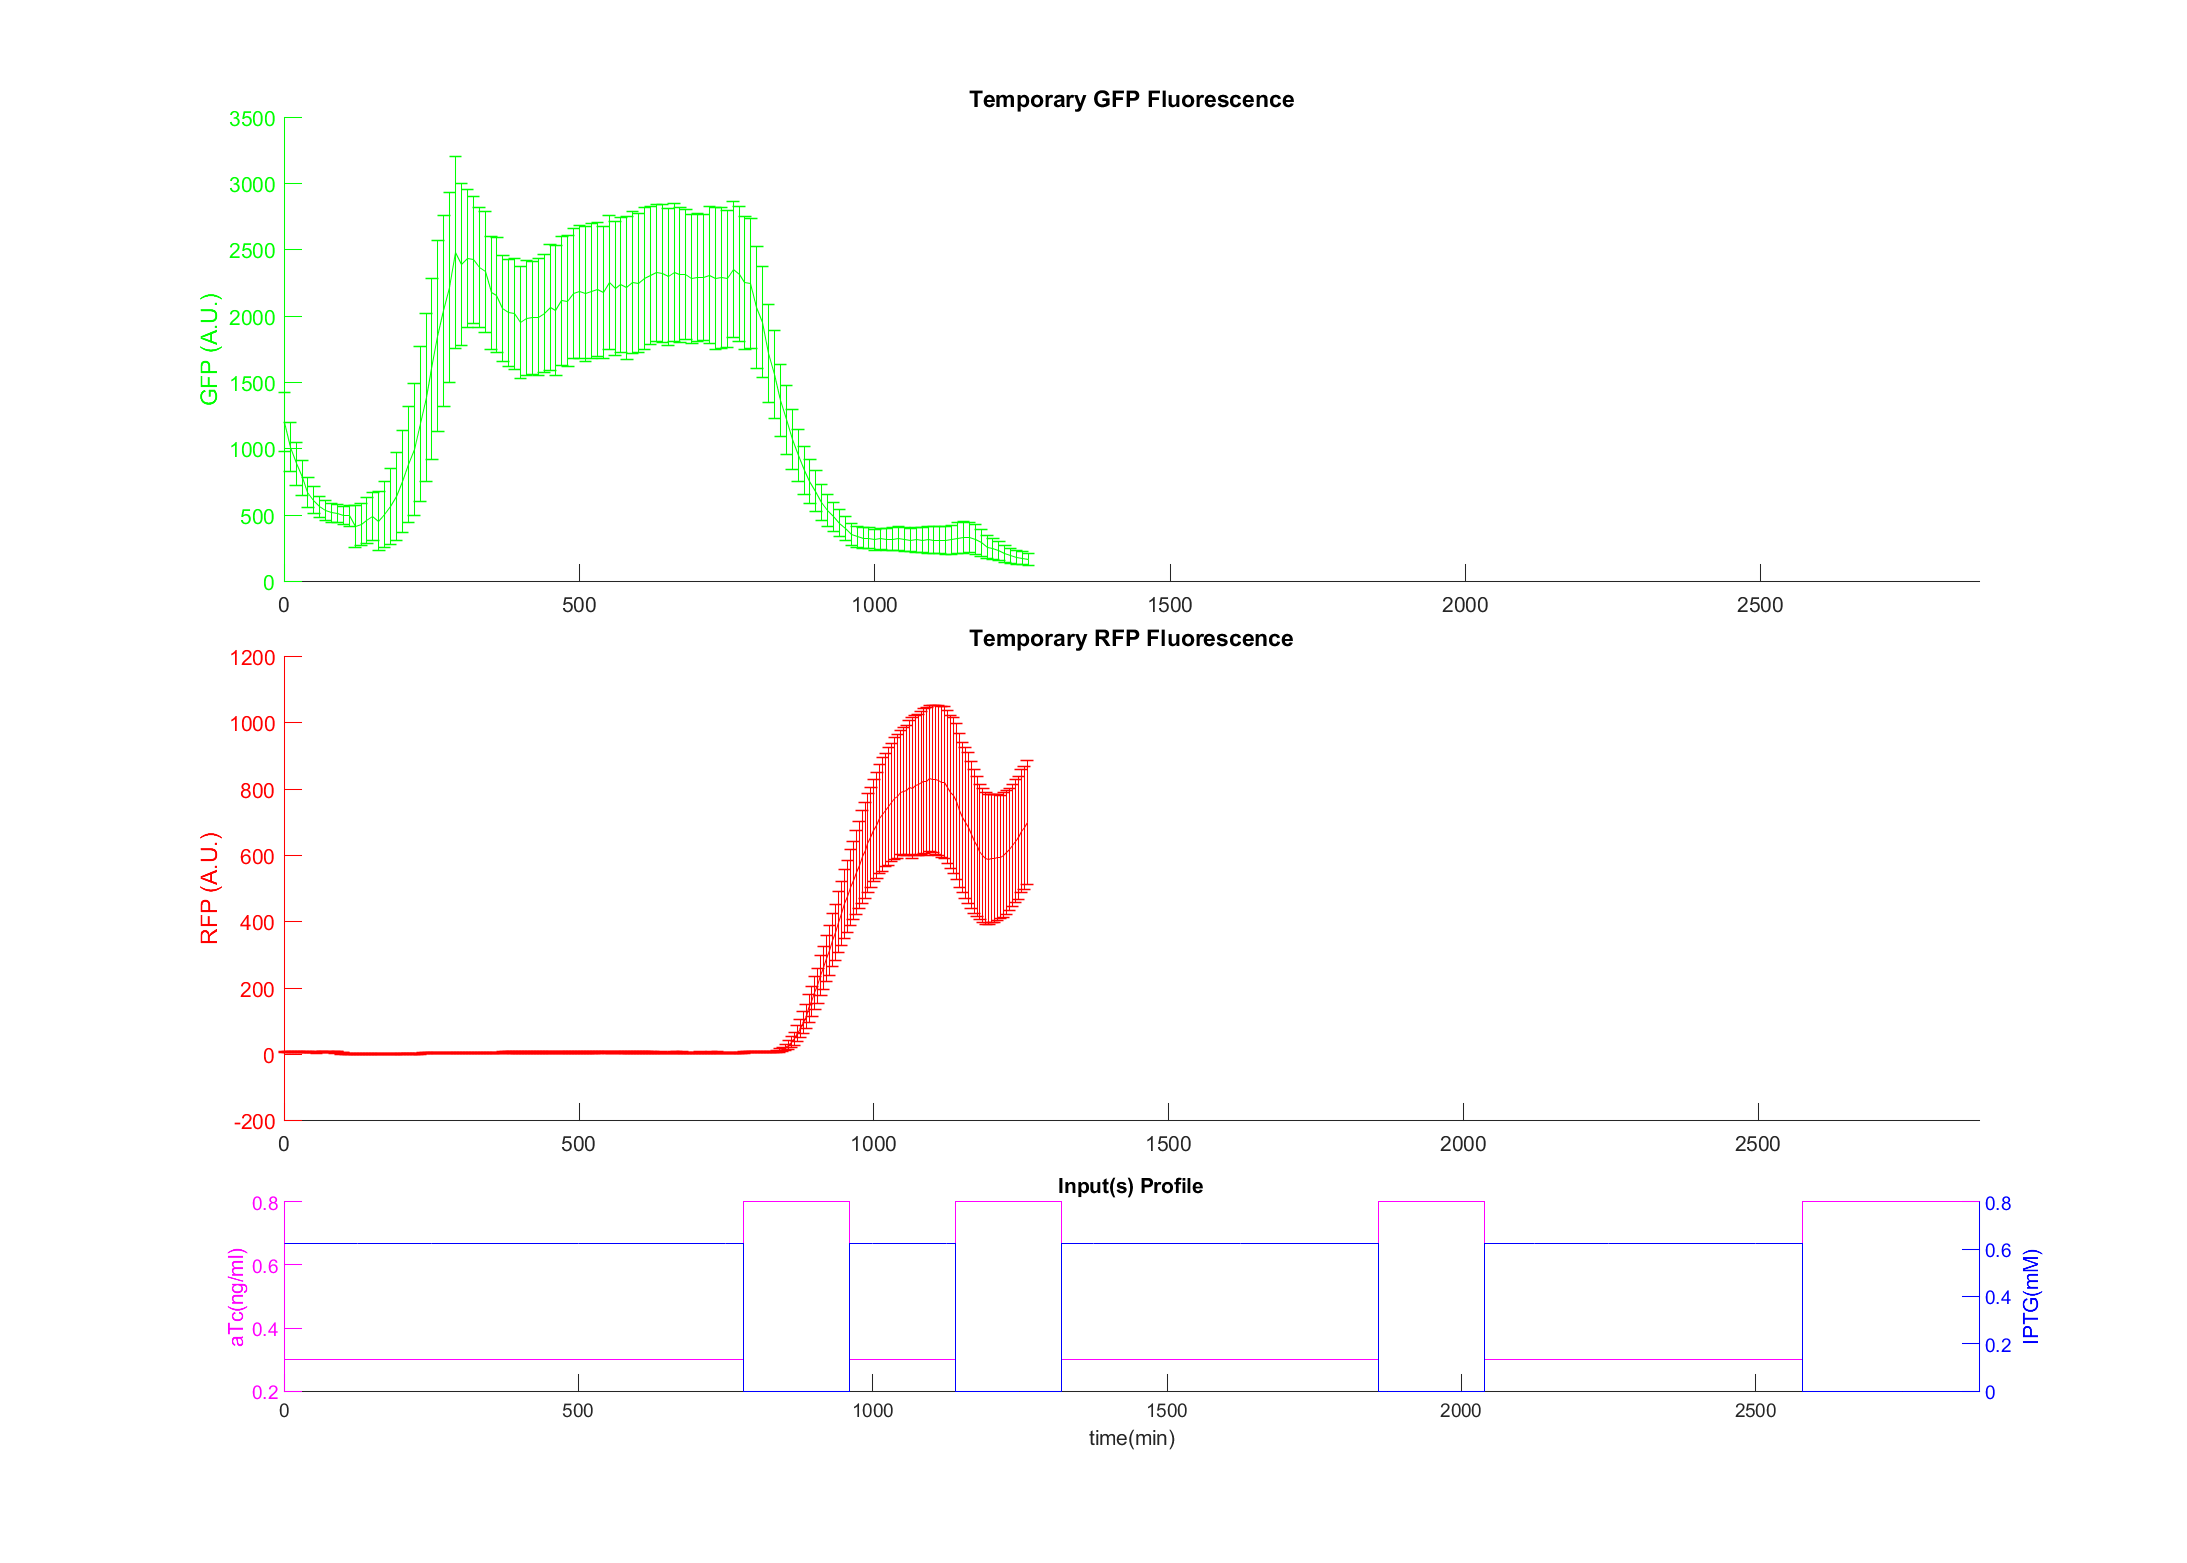 Temporary GFP Fluorescence
GFP (A.U.)
3500
3000
2500
2000
1500
1000
500
0
0 500 1000 1500 2000 2500
Temporary RFP Fluorescence
RFP (A.U.)
1200
1000
800
600
400
200
0
-200
0 500 1000 1500 2000 2500
Input(s) Profile
aTc(ng/ml)
0.8
0.6
0.4
0.2
IPTG(mM)
0.8
0.6
0.4
0.2
0
0 500 1000 1500 2000 2500
time(min)